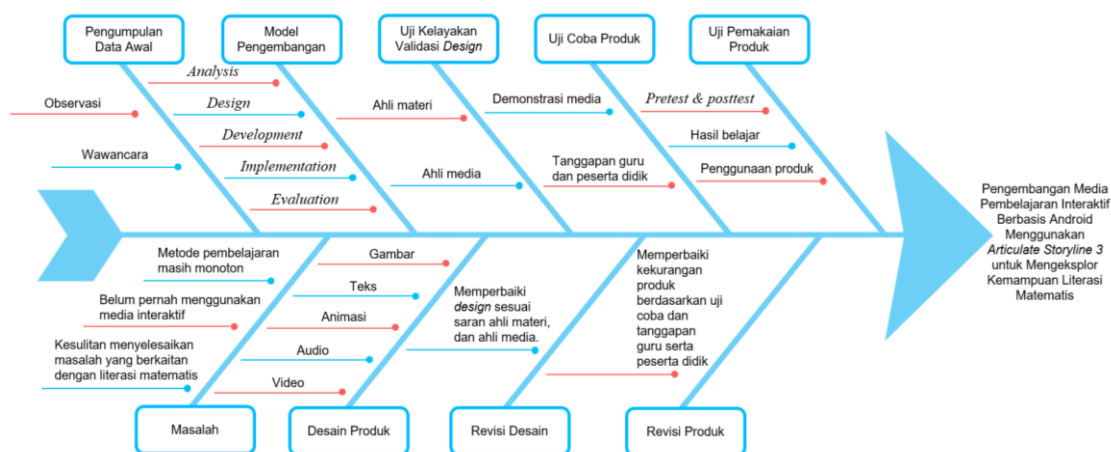 Pengumpulan
Data Awal
Model
Pengembangan
Uji Kelayakan
Validasi Design
Uji Coba Produk
Uji Pemakaian
Produk
Observasi
Wawancara
Analysis
Design
Development
Implementation
Evaluation
Ahli materi
Ahli media
Demonstrasi media
Tanggapan guru
dan peserta didik
Pretest & posttest
Hasil belajar
Penggunaan produk
Pengembangan Media
Pembelajaran Interaktif
Berbasis Android
Menggunakan
Articulate Storyline 3
untuk Mengeksplor
Kemampuan Literasi
Matematis
Metode pembelajaran
masih monoton
Belum pernah menggunakan
media interaktif
Kesulitan menyelesaikan
masalah yang berkaitan
dengan literasi matematis
Gambar
Teks
Animasi
Audio
Video
Memperbaiki
design sesuai
saran ahli materi,
dan ahli media.
Memperbaiki
kekurangan
produk
berdasarkan uji
coba dan
tanggapan
guru serta
peserta didik
Masalah
Desain Produk
Revisi Desain
Revisi Produk